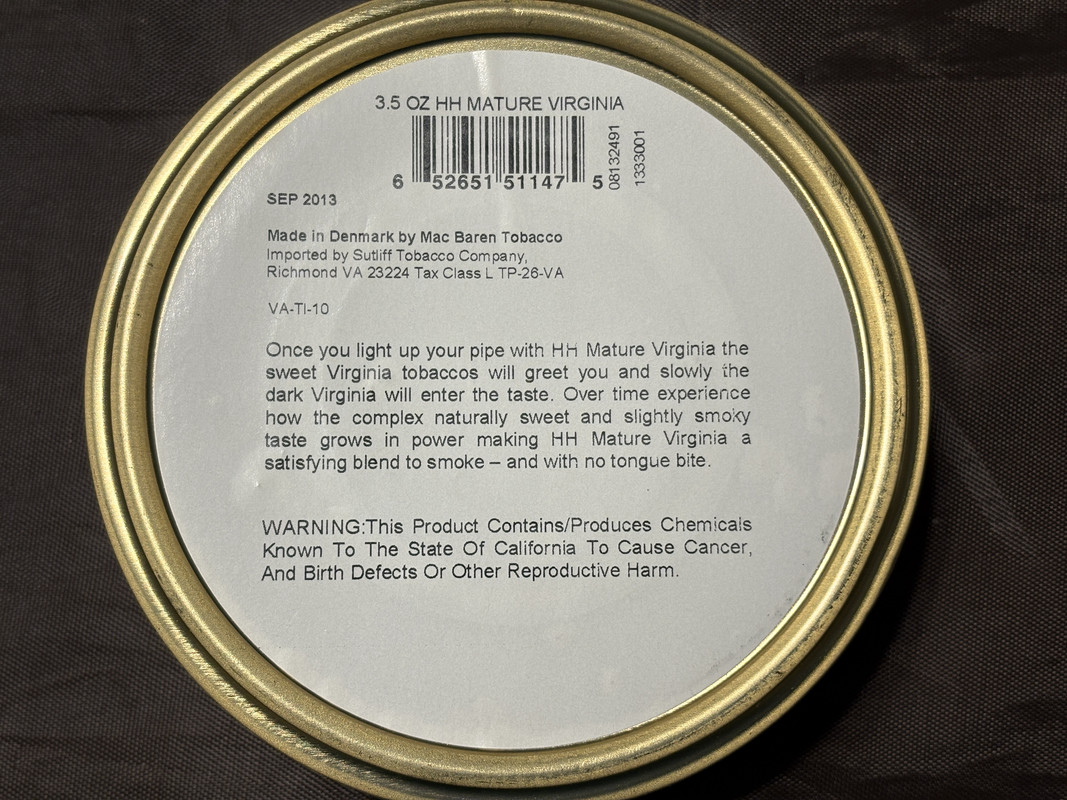 3.5 OZ HH MATURE VIRGINIA
6 52651 51147 5
08132491
1333001
SEP 2013
Made in Denmark by Mac Baren Tobacco
Imported by Sutliff Tobacco Company,
Richmond VA 23224 Tax Class L TP-26-VA
VA-TI-10
Once you light up your pipe with HH Mature Virginia the
sweet Virginia tobaccos will greet you and slowly the
dark Virginia will enter the taste. Over time experience
how the complex naturally sweet and slightly smoky
taste grows in power making HH Mature Virginia a
satisfying blend to smoke – and with no tongue bite.
WARNING:This Product Contains/Produces Chemicals
Known To The State Of California To Cause Cancer,
And Birth Defects Or Other Reproductive Harm.